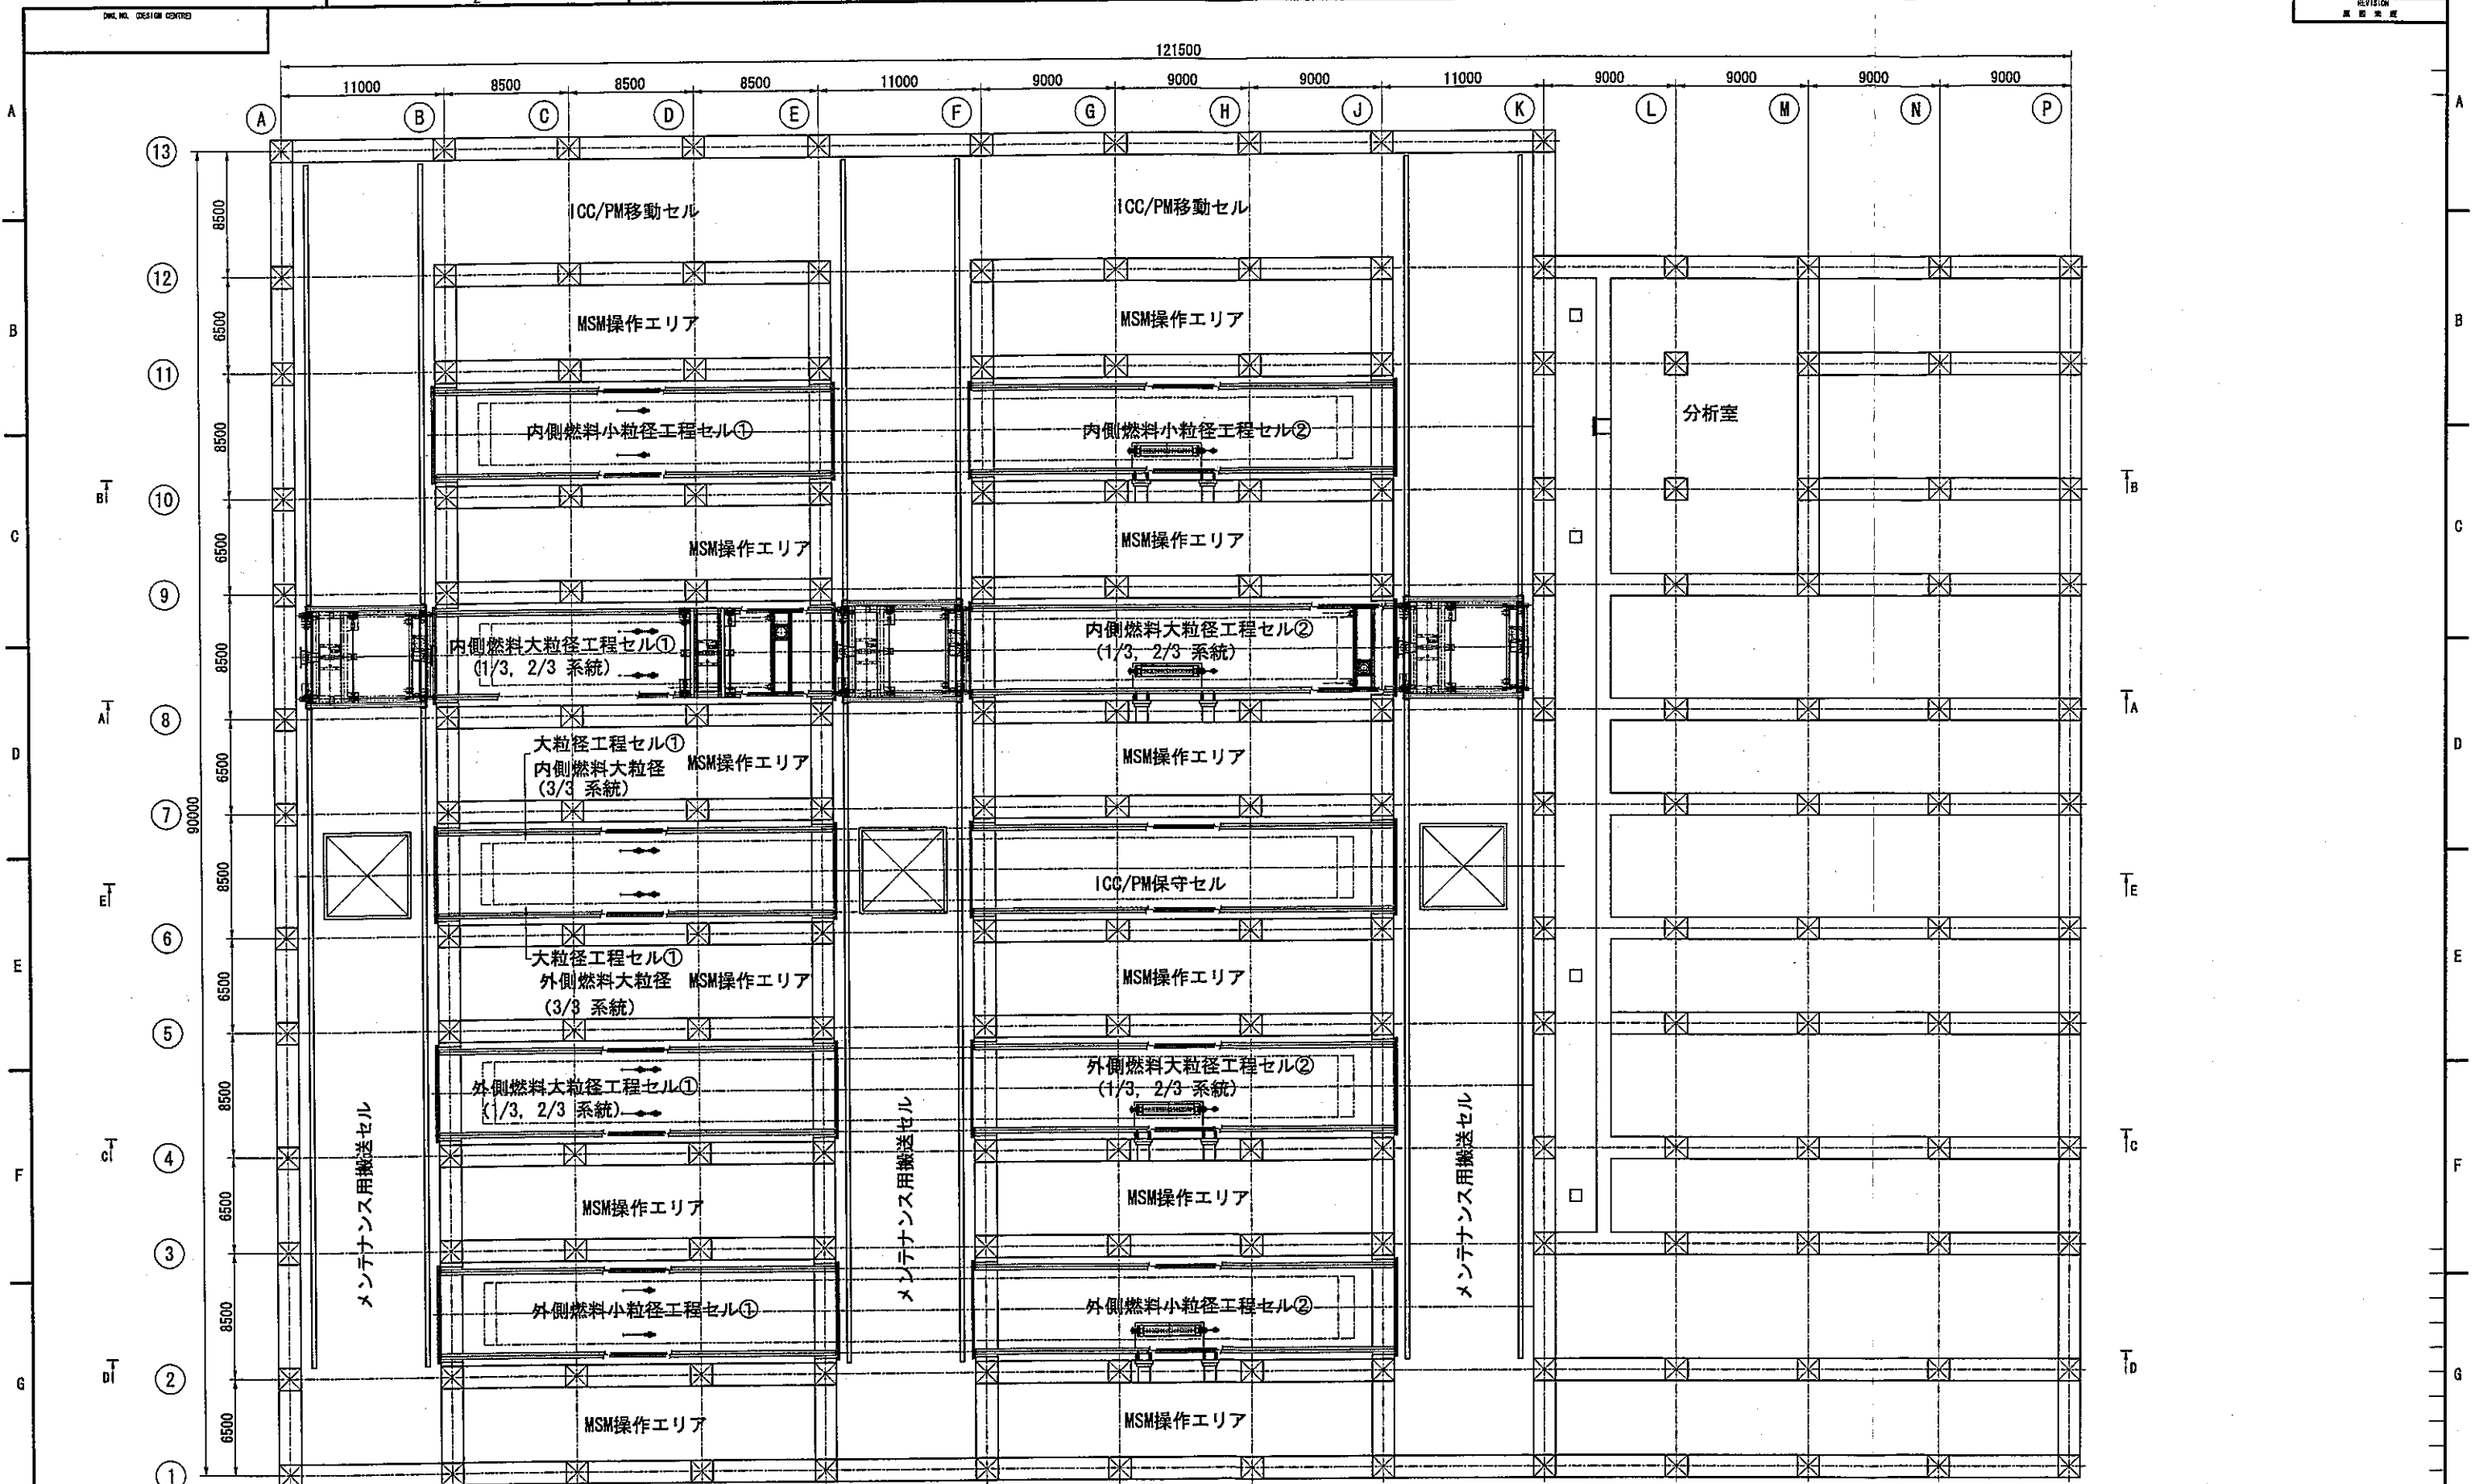 DWG. NO. (DESIGN CENTRE)
2
REVISION
121500
11000 8500 8500 8500 11000 9000 9000 9000 11000 9000 9000 9000 9000
A B C D E F G H J K L M N P
A
A
13
8500
ICC/PM移動セル ICC/PM移動セル
12
B
6500
MSM操作エリア MSM操作エリア
B
11
8500
内側燃料小粒径工程セル① 内側燃料小粒径工程セル②
分析室
B 10 B
C
6500
MSM操作エリア MSM操作エリア
C
9
8500
内側燃料大粒径工程セル① 内側燃料大粒径工程セル②
(1/3, 2/3 系統) (1/3, 2/3 系統)
A 8 A
D
6500
大粒径工程セル①
内側燃料大粒径 MSM操作エリア MSM操作エリア
(3/3 系統)
D
7
90000
8500
E ICC/PM保守セル E
6
大粒径工程セル①
E
6500
外側燃料大粒径 MSM操作エリア MSM操作エリア
(3/3 系統)
E
5
8500
外側燃料大粒径工程セル① 外側燃料大粒径工程セル②
(1/3, 2/3 系統) (1/3, 2/3 系統)
C 4 C
F
6500
メンテナンス用搬送セル メンテナンス用搬送セル メンテナンス用搬送セル
MSM操作エリア MSM操作エリア
F
3
8500
外側燃料小粒径工程セル① 外側燃料小粒径工程セル②
D 2 D
G
6500
MSM操作エリア MSM操作エリア
G
1